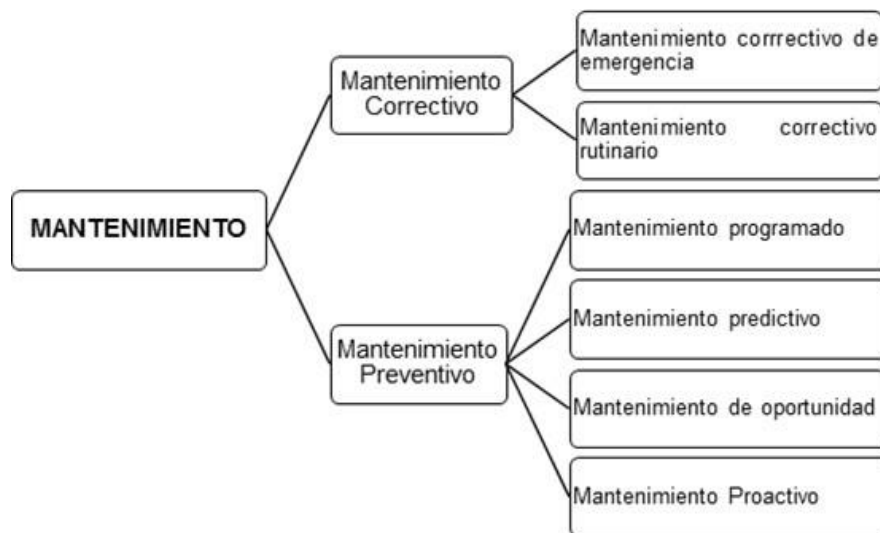 Mantenimiento corrrectivo de
emergencia
Mantenimiento
Correctivo
Mantenimiento correctivo
rutinario
MANTENIMIENTO
Mantenimiento programado
Mantenimiento predictivo
Mantenimiento
Preventivo
Mantenimiento de oportunidad
Mantenimiento Proactivo